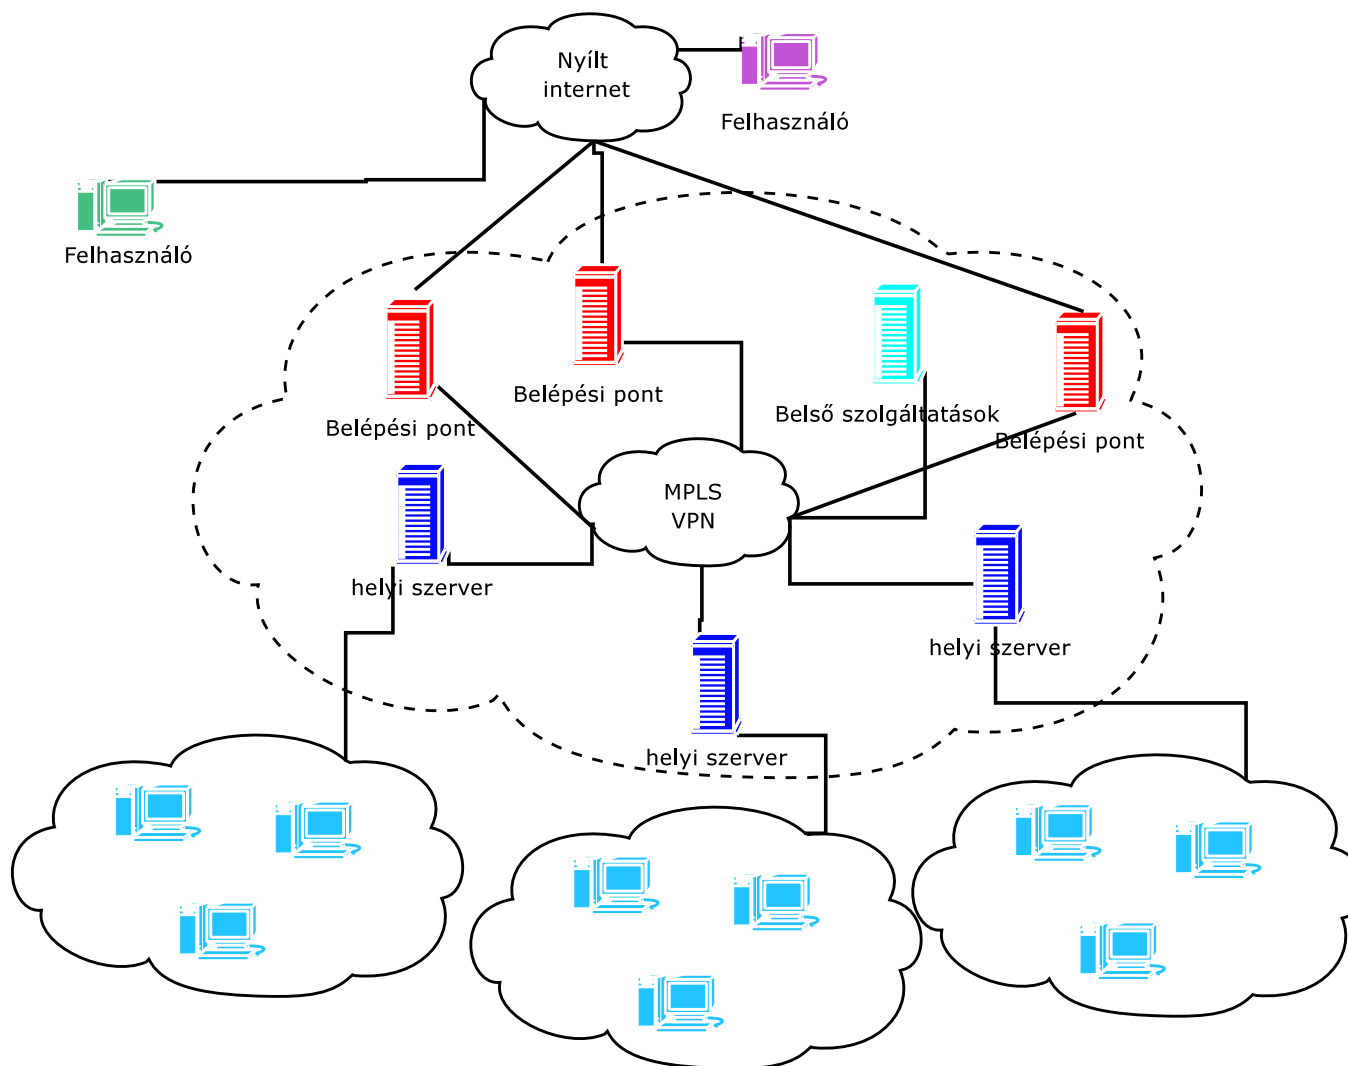 Nyílt
internet
Felhasználó
Felhasználó
Belépési pont
Belépési pont
Belső szolgáltatások
Belépési pont
MPLS
VPN
helyi szerver
helyi szerver
helyi szerver